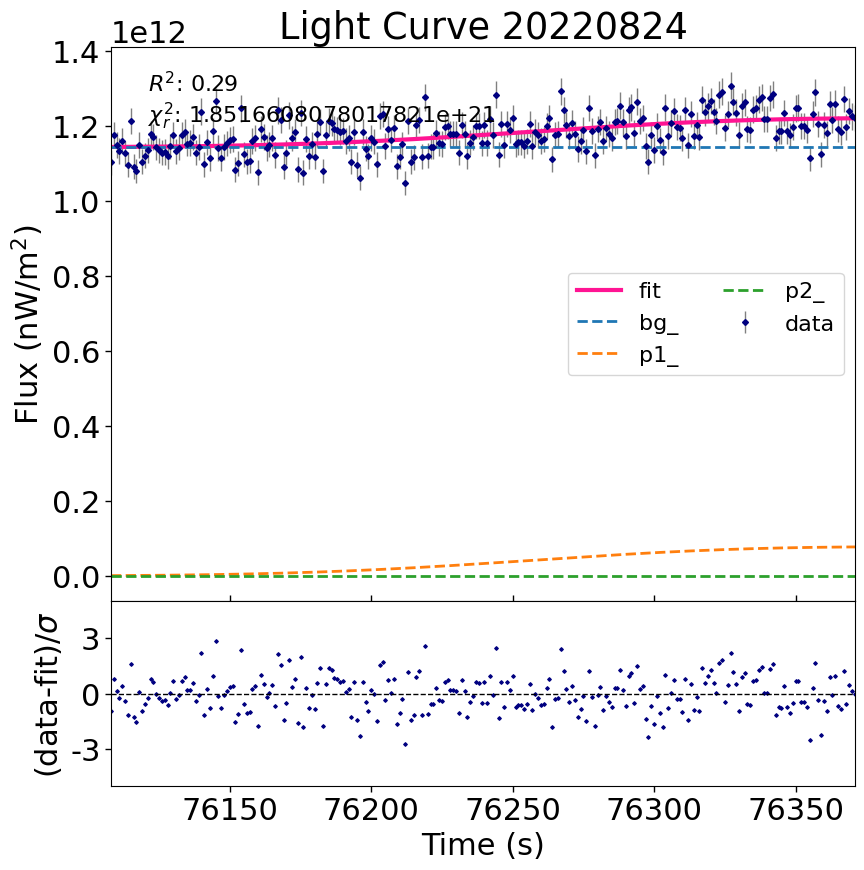 Light Curve 20220824
1e12
R²: 0.29
χ²: 1.8516608078017821e+21
1.4
1.2
1.0
0.8
0.6
0.4
0.2
0.0
Flux (nW/m²)
fit
bg_
p1_
p2_
data
3
0
-3
(data-fit)/σ
76150 76200 76250 76300 76350
Time (s)